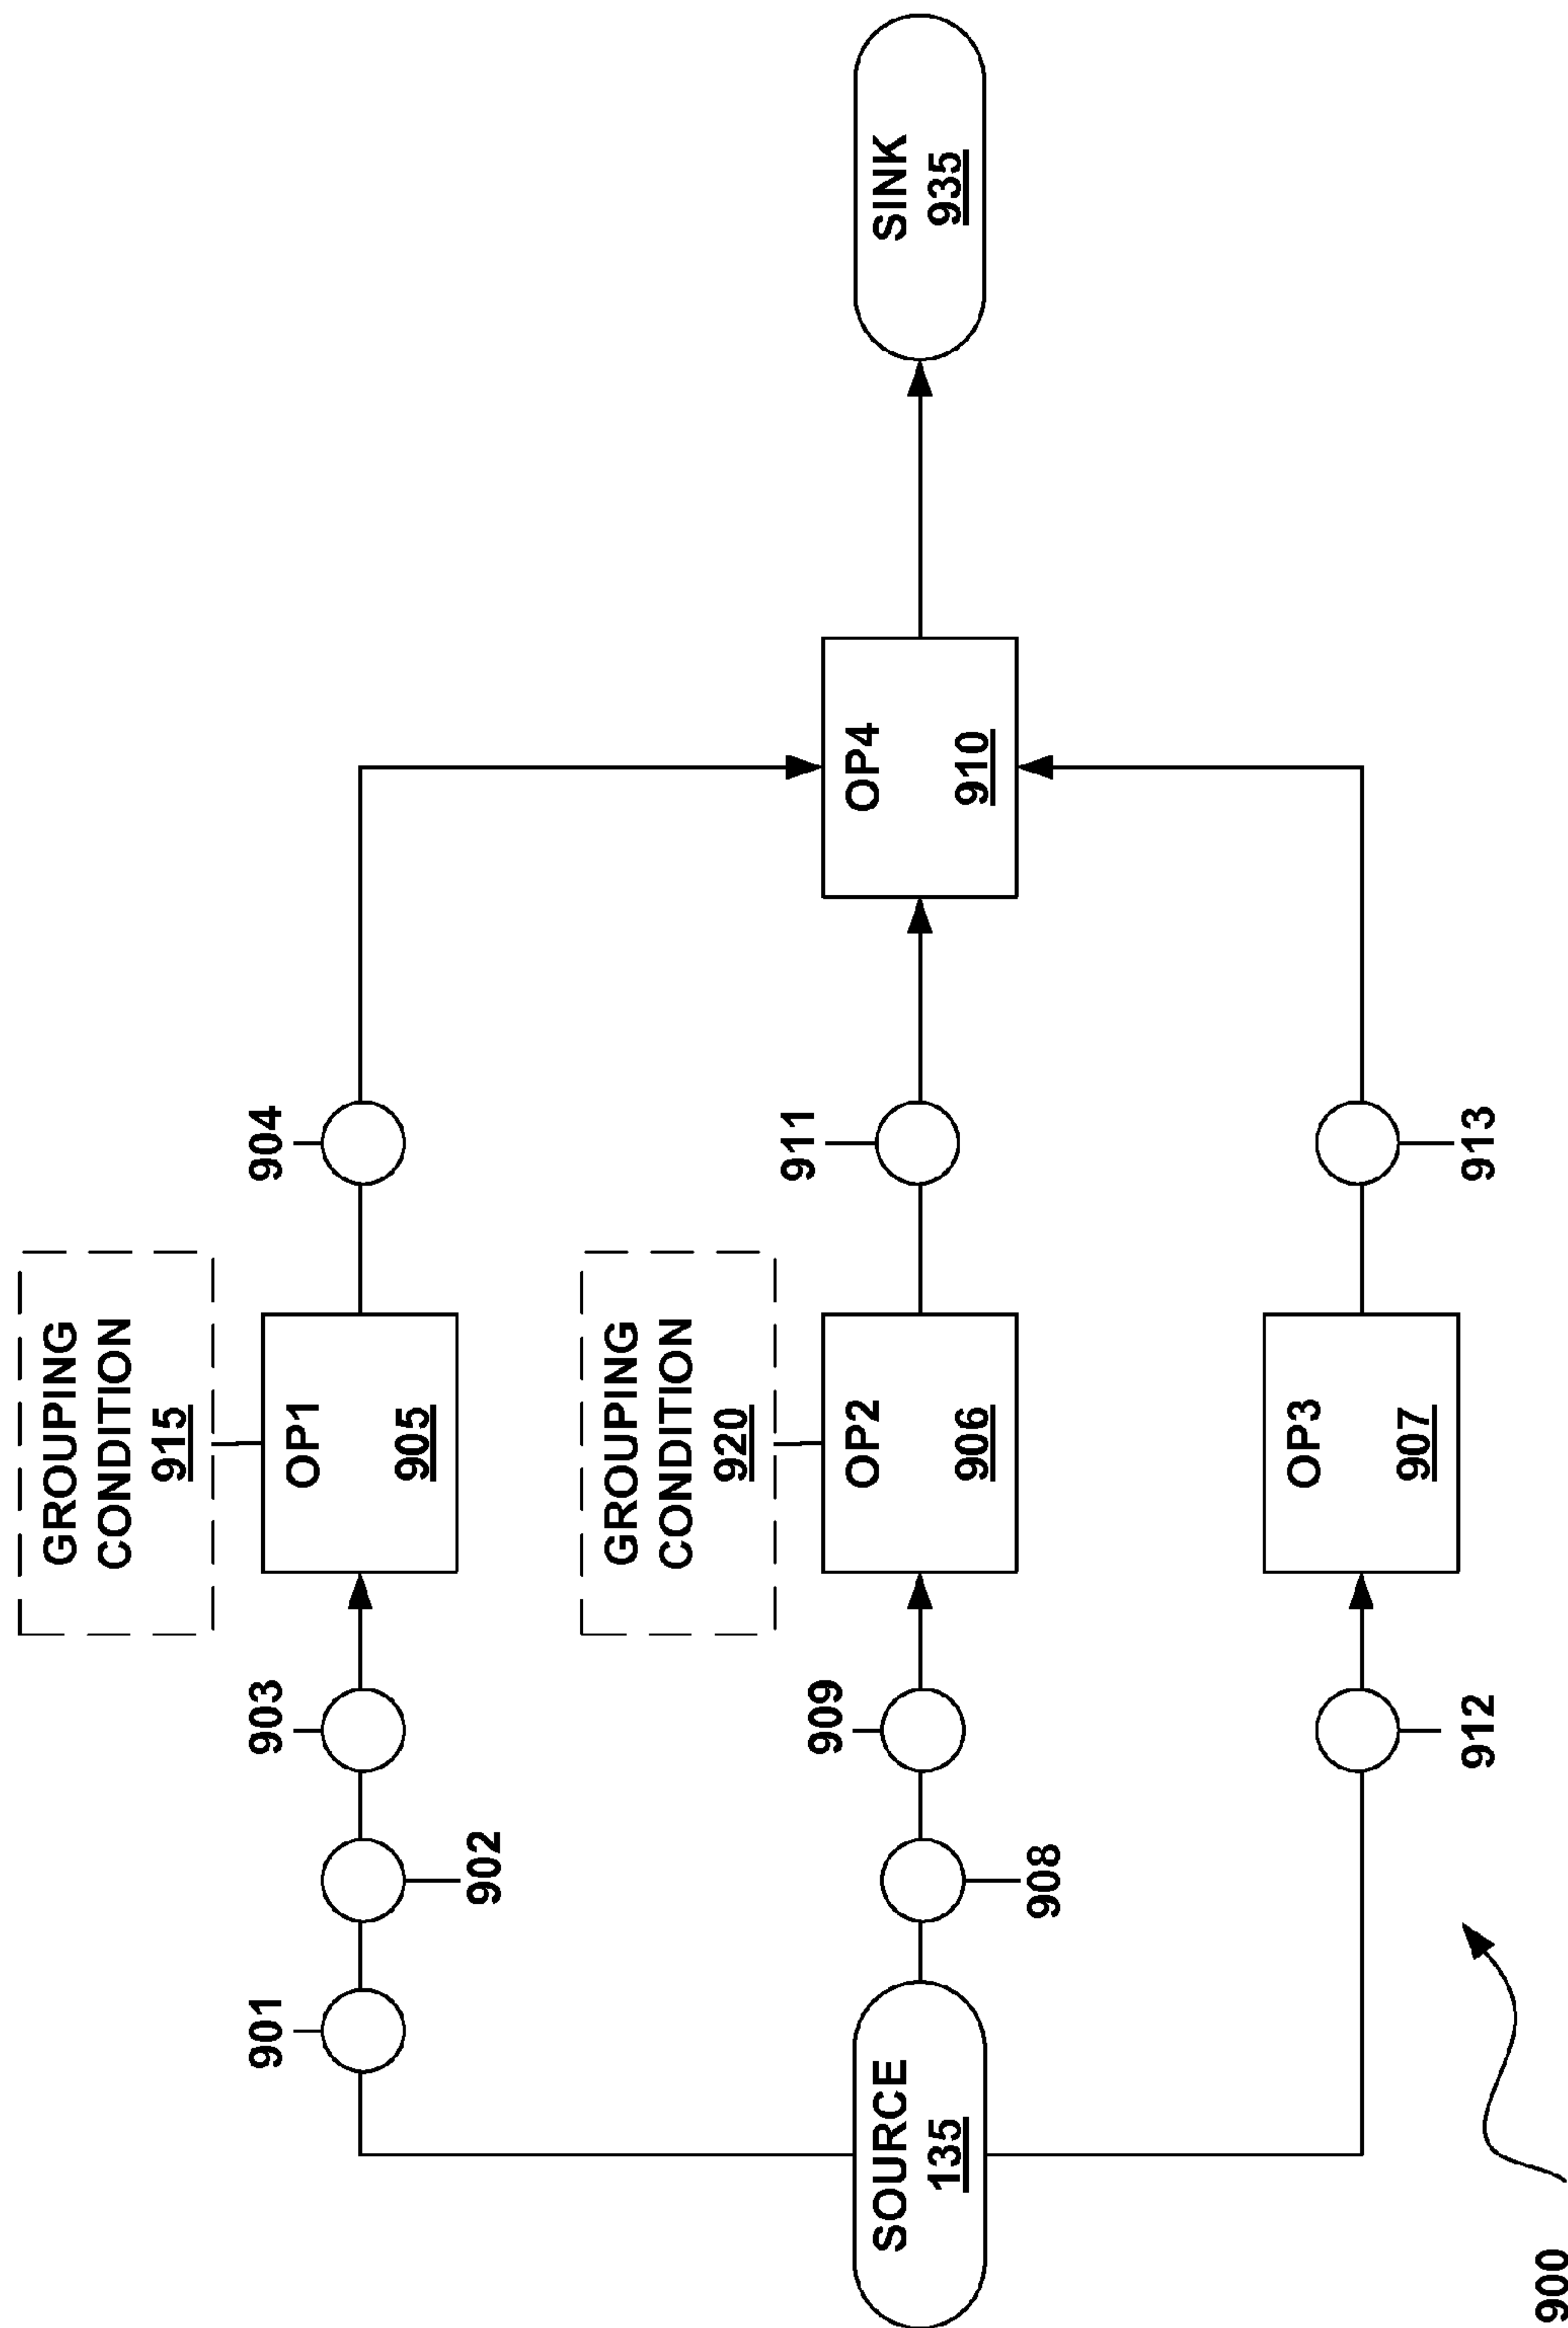 GROUPING
CONDITION
915
901
903
904
OP1
905
902
GROUPING
CONDITION
920
909
911
SOURCE
135
OP2
906
OP4
910
SINK
935
908
OP3
907
912
913
900